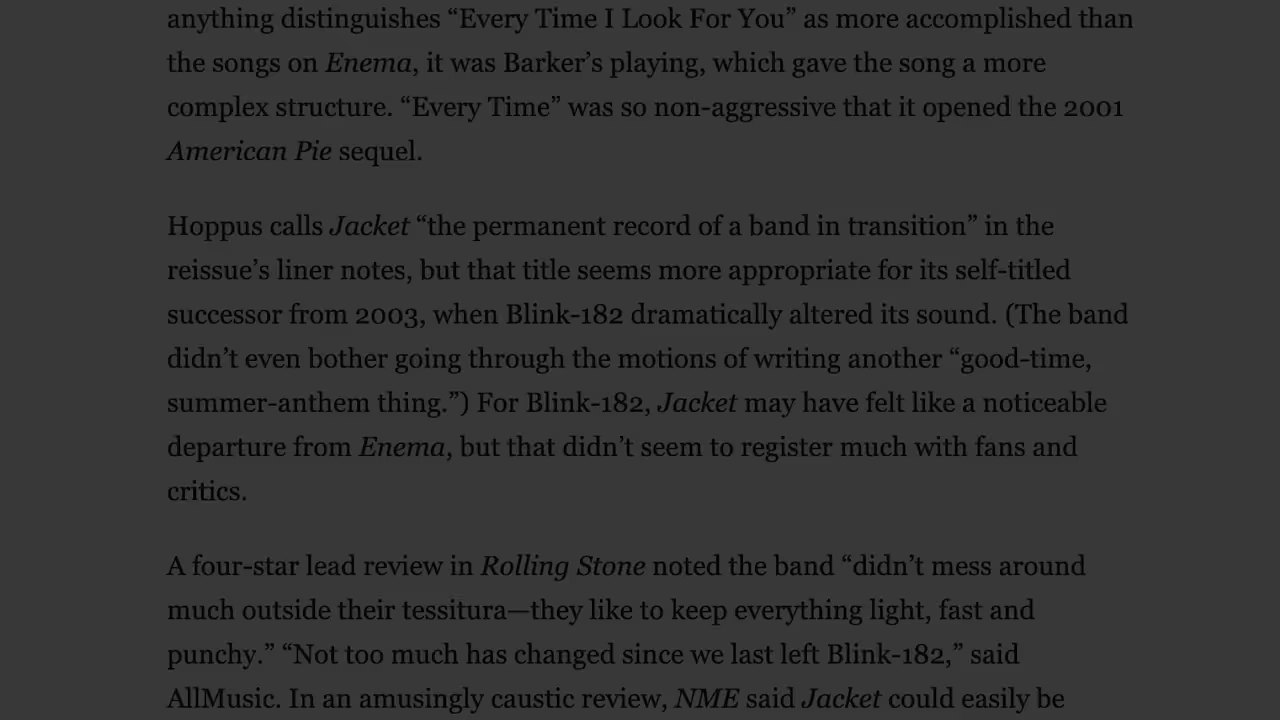 anything distinguishes “Every Time I Look For You” as more accomplished than
the songs on Enema, it was Barker’s playing, which gave the song a more
complex structure. “Every Time” was so non-aggressive that it opened the 2001
American Pie sequel.
Hoppus calls Jacket “the permanent record of a band in transition” in the
reissue’s liner notes, but that title seems more appropriate for its self-titled
successor from 2003, when Blink-182 dramatically altered its sound. (The band
didn’t even bother going through the motions of writing another “good-time,
summer-anthem thing.”) For Blink-182, Jacket may have felt like a noticeable
departure from Enema, but that didn’t seem to register much with fans and
critics.
A four-star lead review in Rolling Stone noted the band “didn’t mess around
much outside their tessitura—they like to keep everything light, fast and
punchy.” “Not too much has changed since we last left Blink-182,” said
AllMusic. In an amusingly caustic review, NME said Jacket could easily be